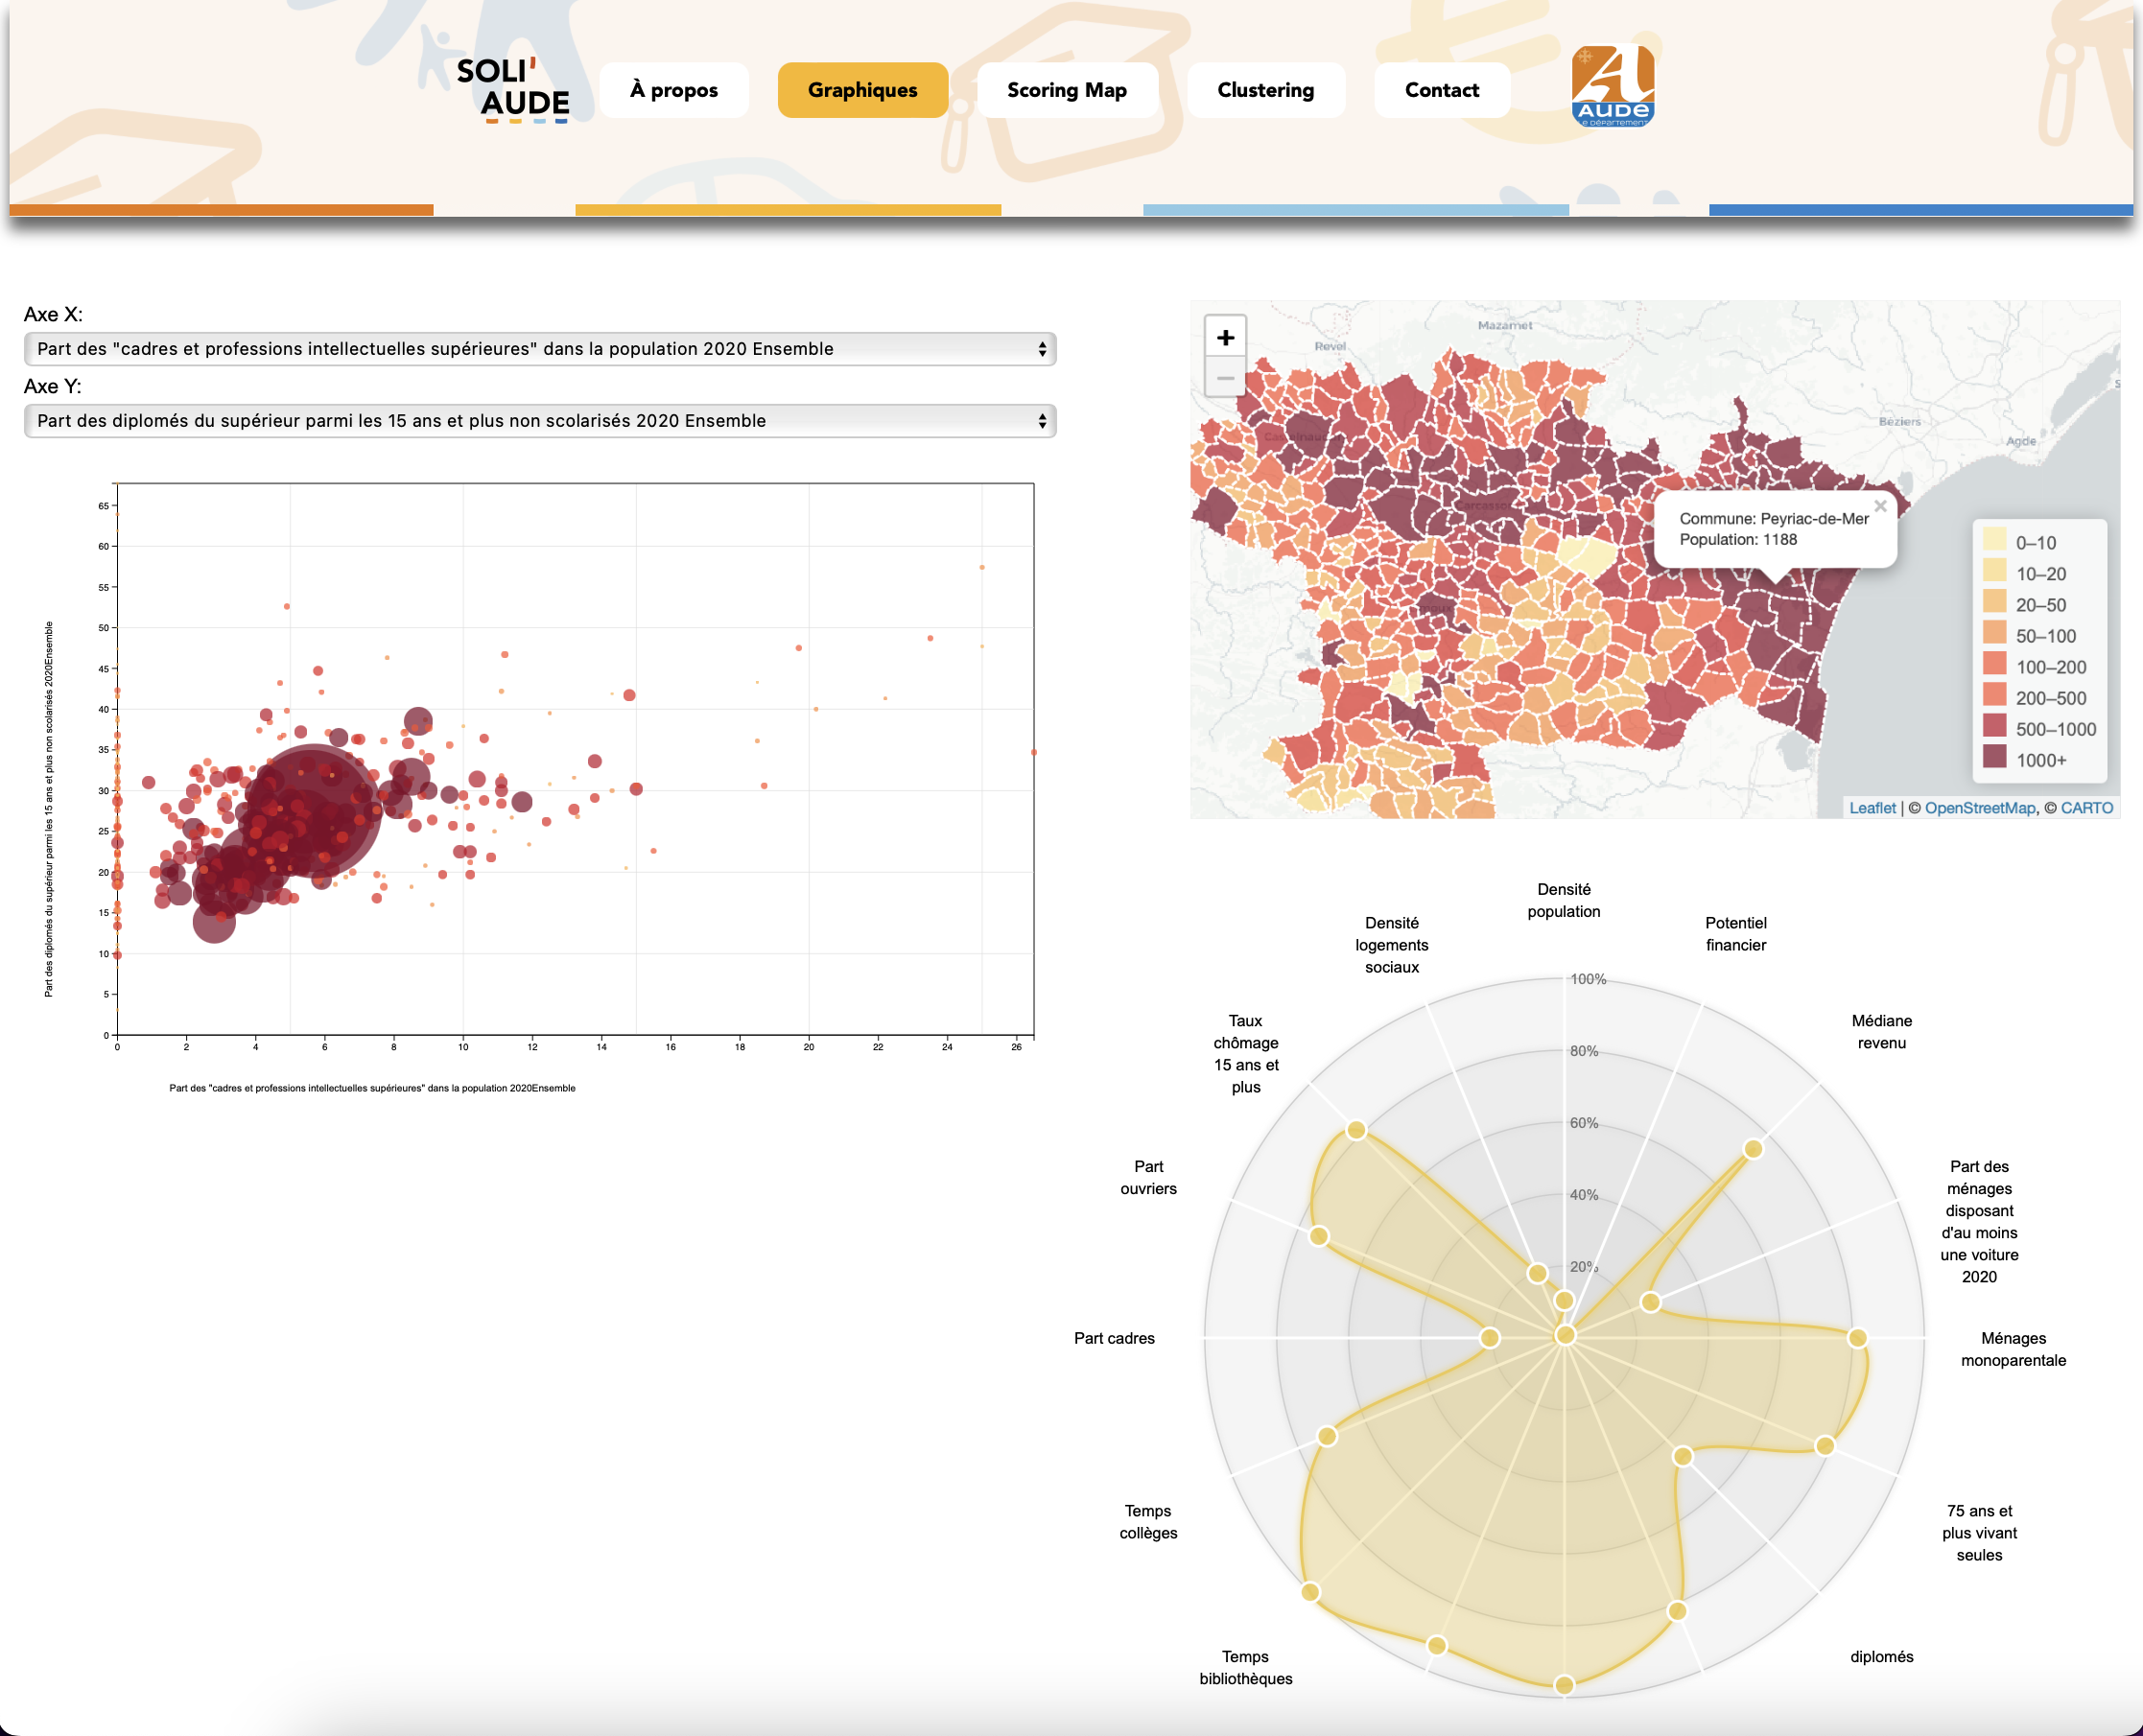 SOLI'
AUDE
À propos
Graphiques
Scoring Map
Clustering
Contact
AUDE
LE DÉPARTEMENT
Axe X:
Part des "cadres et professions intellectuelles supérieures" dans la population 2020 Ensemble
Axe Y:
Part des diplomés du supérieur parmi les 15 ans et plus non scolarisés 2020 Ensemble
65
60
55
50
45
40
35
30
25
20
15
10
5
0
0 2 4 6 8 10 12 14 16 18 20 22 24 26
Part des diplomés du supérieur parmi les 15 ans et plus non scolarisés 2020Ensemble
Part des "cadres et professions intellectuelles supérieures" dans la population 2020Ensemble
+
−
Mazamet
Revel
Béziers
Agde
Castelnaudary
Carcassonne
Limoux
Commune: Peyriac-de-Mer
Population: 1188
×
0–10
10–20
20–50
50–100
100–200
200–500
500–1000
1000+
Leaflet | © OpenStreetMap, © CARTO
Densité
population
Potentiel
financier
Médiane
revenu
Part des
ménages
disposant
d'au moins
une voiture
2020
Ménages
monoparentale
75 ans et
plus vivant
seules
diplomés
Temps
bibliothèques
Temps
collèges
Part cadres
Part
ouvriers
Taux
chômage
15 ans et
plus
Densité
logements
sociaux
100%
80%
60%
40%
20%